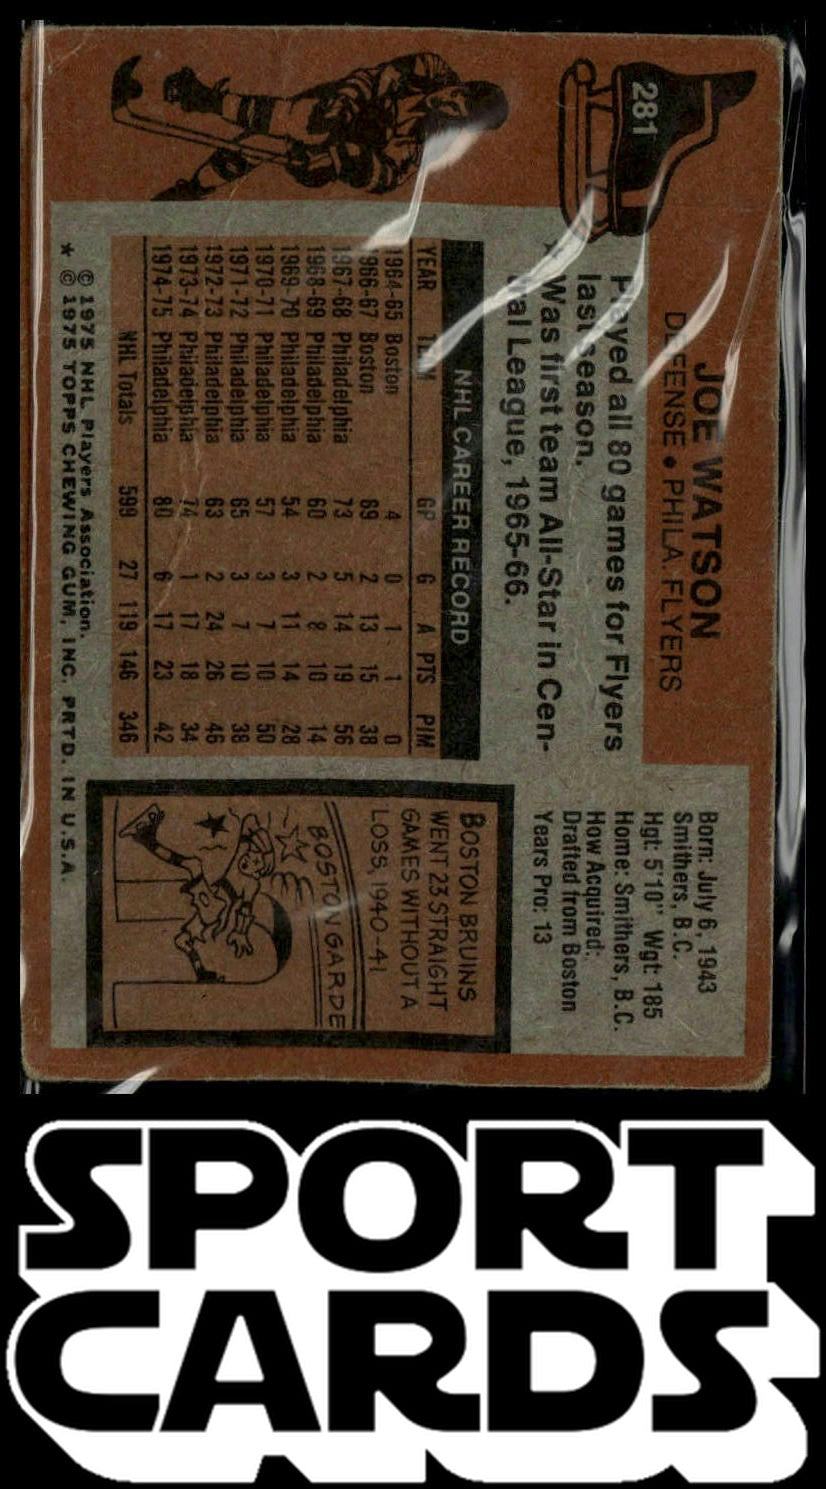 281
JOE WATSON
DEFENSE • PHILA. FLYERS
Played all 80 games for Flyers
last season.
★ Was first team All-Star in Cen-
League, 1965-66.
Born: July 6, 1943
Smithers, B.C.
Hgt: 5'10" Wgt: 185
Home: Smithers, B.C.
How Acquired:
Drafted from Boston
Years Pro: 13
NHL CAREER RECORD
YEAR TEAM GP G A PTS PIM
1964-65 Boston 4 0 1 1 0
1966-67 Boston 69 2 13 15 38
1967-68 Philadelphia 73 5 14 19 56
1968-69 Philadelphia 60 2 8 10 14
1969-70 Philadelphia 54 3 11 14 28
1970-71 Philadelphia 57 3 7 10 50
1971-72 Philadelphia 65 3 7 10 38
1972-73 Philadelphia 63 2 24 26 46
1973-74 Philadelphia 74 1 17 18 34
1974-75 Philadelphia 80 6 17 23 42
NHL Totals 599 27 119 146 346
BOSTON BRUINS
WENT 23 STRAIGHT
GAMES WITHOUT A
LOSS, 1940-41
BOSTON GARDE
© 1975 NHL Players Association.
★ © 1975 TOPPS CHEWING GUM, INC. PRTD. IN U.S.A.
SPORT
CARDS